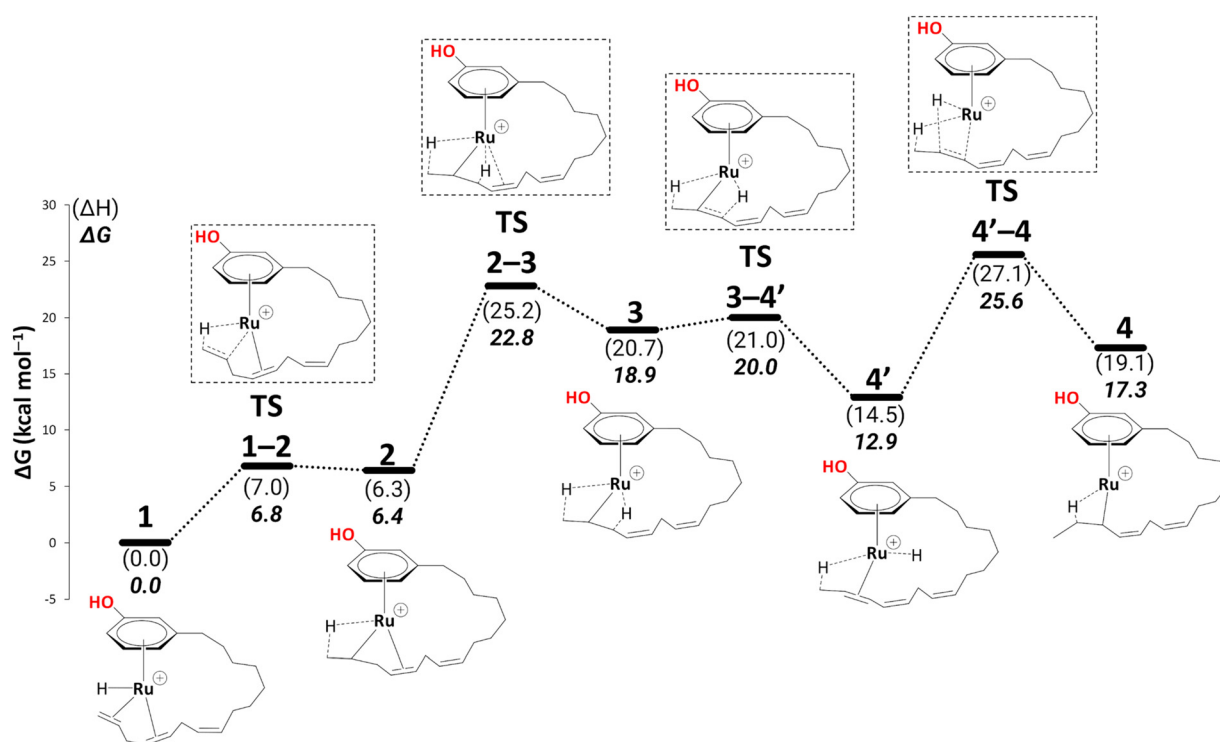 HO
Ru
+
H
H
HO
Ru
+
H
H
HO
Ru
+
H
H
ΔG (kcal mol⁻¹)
30
25
20
15
10
5
0
-5
(ΔH)
ΔG
HO
Ru
+
H
TS
1–2
(7.0)
6.8
TS
2–3
(25.2)
22.8
TS
3–4’
(21.0)
20.0
TS
4’–4
(27.1)
25.6
1
(0.0)
0.0
2
(6.3)
6.4
3
(20.7)
18.9
4’
(14.5)
12.9
4
(19.1)
17.3
HO
Ru
+
H
HO
Ru
+
H
HO
Ru
+
H
H
HO
Ru
+
H
H
HO
Ru
+
H